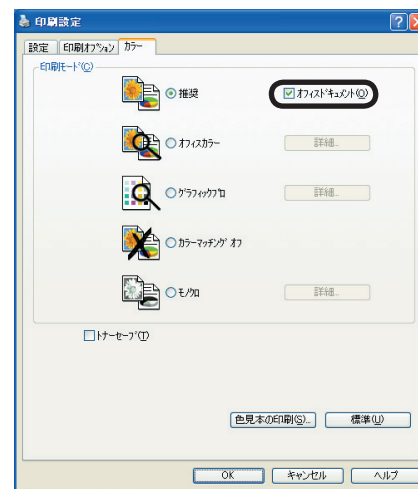 印刷設定
設定 印刷ｵﾌﾟｼｮﾝ ｶﾗｰ
印刷ﾓｰﾄﾞ(C)
推奨 ｵﾌｨｽﾄﾞｷｭﾒﾝﾄ(O)
ｵﾌｨｽｶﾗｰ 詳細...
ｸﾞﾗﾌｨｯｸﾌﾟﾛ 詳細...
ｶﾗｰﾏｯﾁﾝｸﾞ ｵﾌ
ﾓﾉｸﾛ 詳細...
ﾄﾅｰｾｰﾌﾞ(T)
色見本の印刷(S)... 標準(U)
OK ｷｬﾝｾﾙ ﾍﾙﾌﾟ